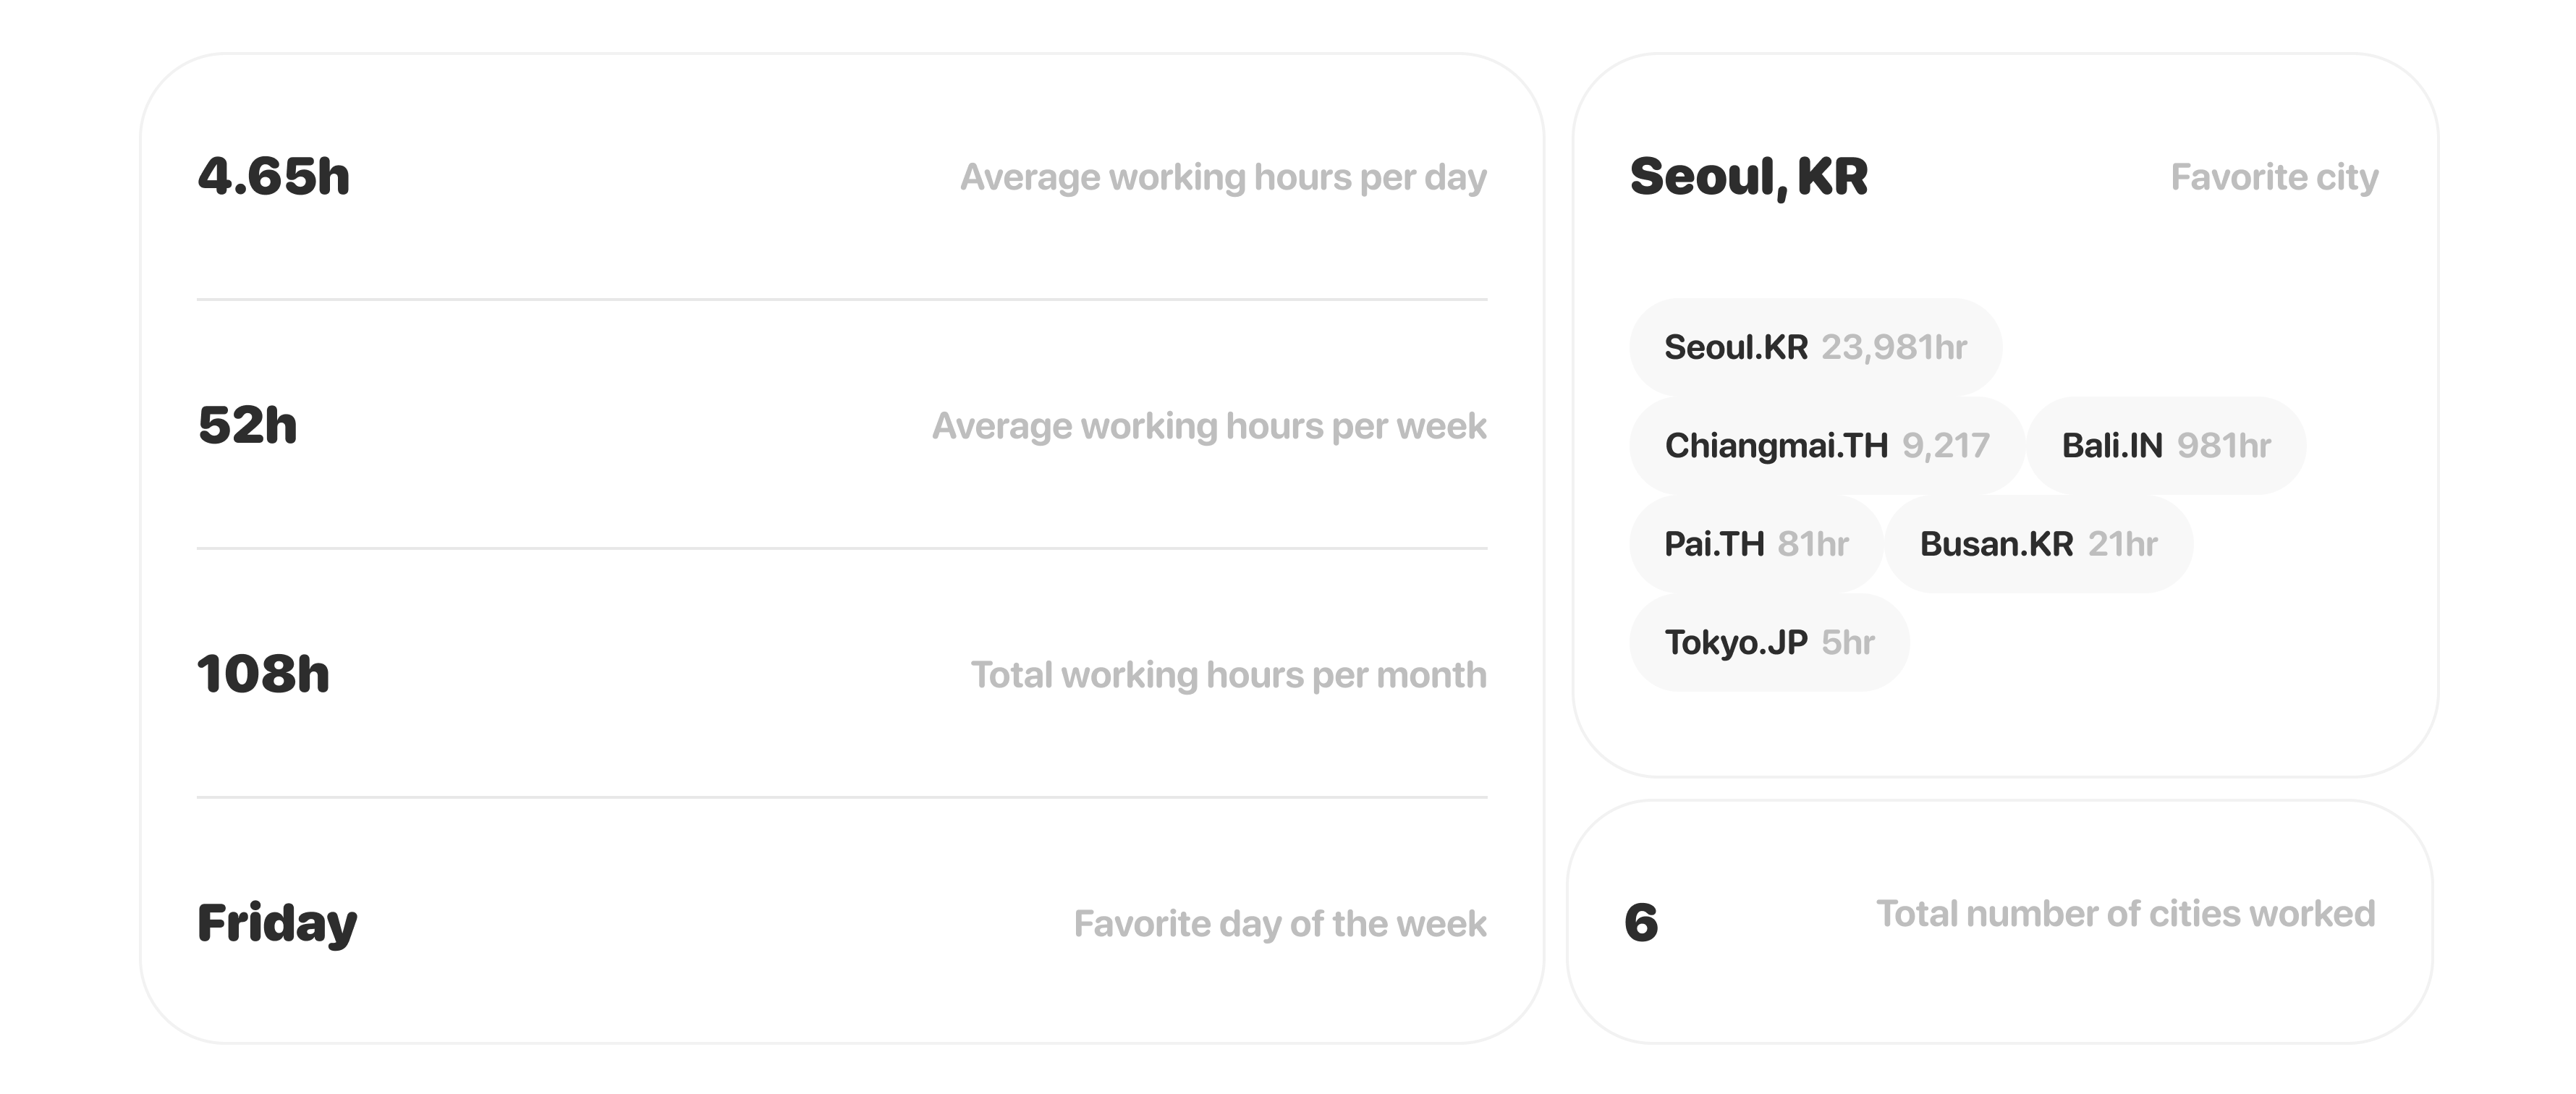 4.65h Average working hours per day
52h Average working hours per week
108h Total working hours per month
Friday Favorite day of the week
Seoul, KR Favorite city
Seoul.KR 23,981hr
Chiangmai.TH 9,217 Bali.IN 981hr
Pai.TH 81hr Busan.KR 21hr
Tokyo.JP 5hr
6 Total number of cities worked